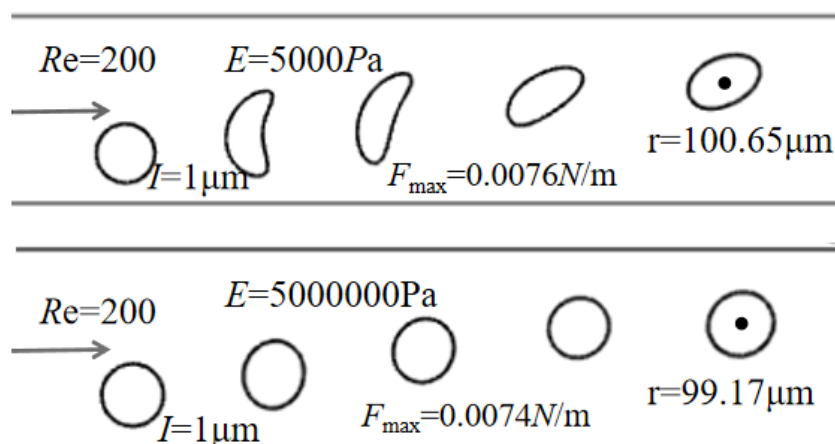 Re=200 E=5000Pa
r=100.65μm
I=1μm Fmax=0.0076N/m
E=5000000Pa
Re=200
r=99.17μm
I=1μm Fmax=0.0074N/m